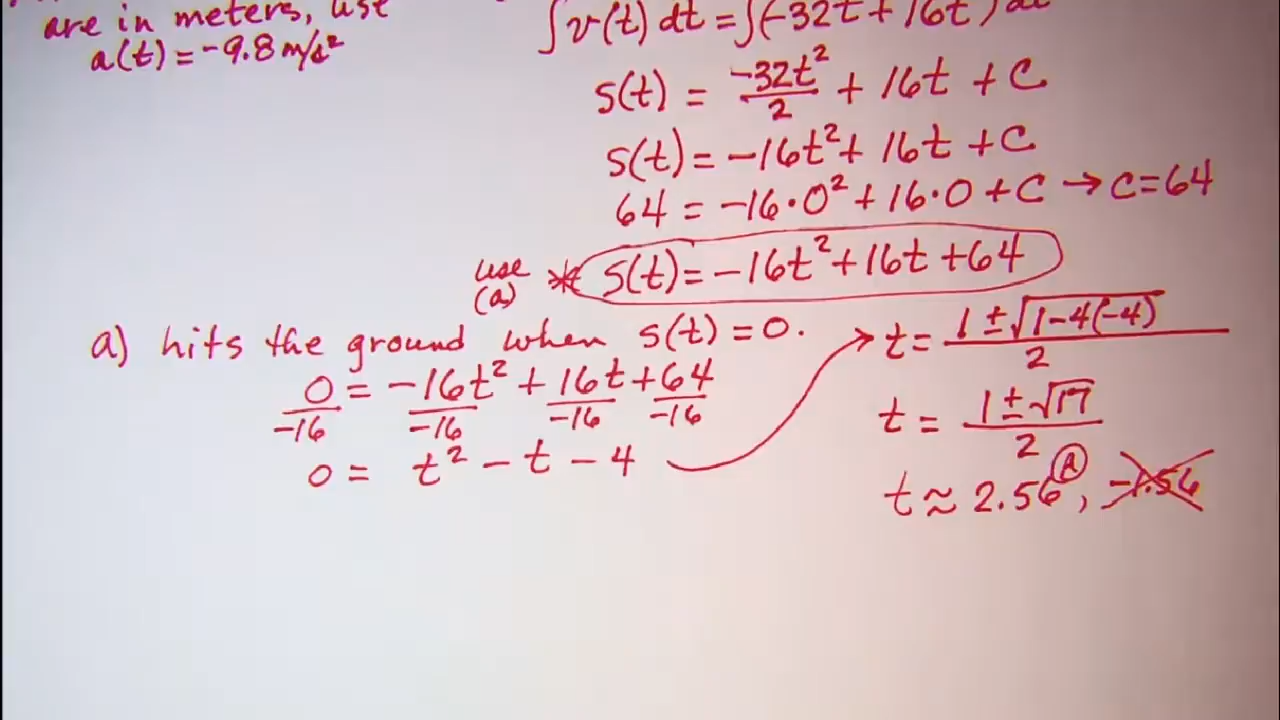 are in meters, use
a(t) = -9.8 m/s²
∫v(t) dt = ∫(-32t + 16t) dt
s(t) = -32t²/2 + 16t + C
s(t) = -16t² + 16t + C
64 = -16·0² + 16·0 + C → C = 64
use (a) * s(t) = -16t² + 16t + 64
a) hits the ground when s(t) = 0.
0/-16 = -16t²/-16 + 16t/-16 + 64/-16
0 = t² - t - 4
→ t = 1 ± √1-4(-4) / 2
t = 1 ± √17 / 2
t ≈ 2.56 (A), -1.56